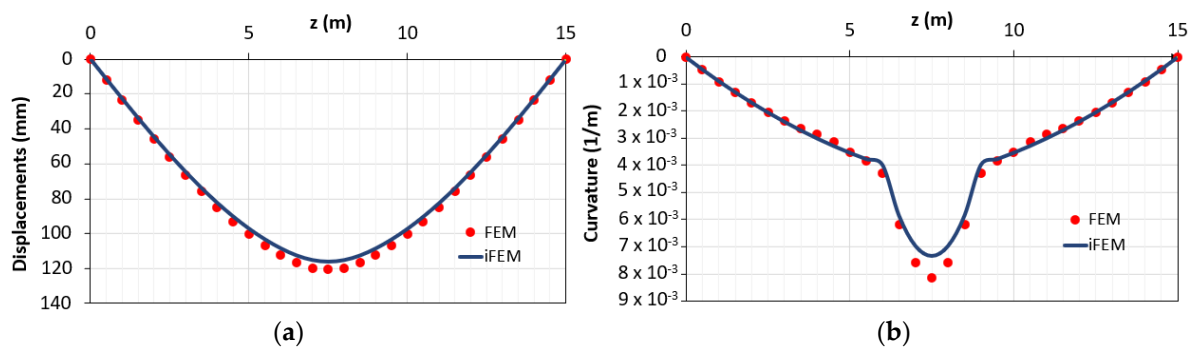 z (m)
0 5 10 15
0
20
40
60
80
100
120
140
Displacements (mm)
FEM
iFEM
(a)
z (m)
0 5 10 15
0
1 x 10⁻³
2 x 10⁻³
3 x 10⁻³
4 x 10⁻³
5 x 10⁻³
6 x 10⁻³
7 x 10⁻³
8 x 10⁻³
9 x 10⁻³
Curvature (1/m)
FEM
iFEM
(b)